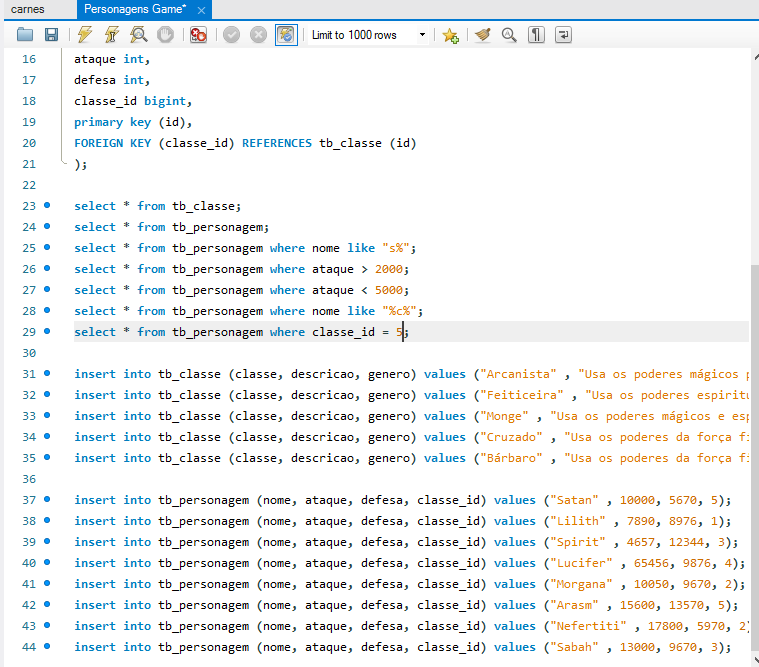 carnes
Personagens Game*
Limit to 1000 rows
16 ataque int,
17 defesa int,
18 classe_id bigint,
19 primary key (id),
20 FOREIGN KEY (classe_id) REFERENCES tb_classe (id)
21 );
22
23 select * from tb_classe;
24 select * from tb_personagem;
25 select * from tb_personagem where nome like "s%";
26 select * from tb_personagem where ataque > 2000;
27 select * from tb_personagem where ataque < 5000;
28 select * from tb_personagem where nome like "%c%";
29 select * from tb_personagem where classe_id = 5;
30
31 insert into tb_classe (classe, descricao, genero) values ("Arcanista" , "Usa os poderes mágicos
32 insert into tb_classe (classe, descricao, genero) values ("Feiticeira" , "Usa os poderes espiritu
33 insert into tb_classe (classe, descricao, genero) values ("Monge" , "Usa os poderes mágicos e esp
34 insert into tb_classe (classe, descricao, genero) values ("Cruzado" , "Usa os poderes da força fí
35 insert into tb_classe (classe, descricao, genero) values ("Bárbaro" , "Usa os poderes da força fí
36
37 insert into tb_personagem (nome, ataque, defesa, classe_id) values ("Satan" , 10000, 5670, 5);
38 insert into tb_personagem (nome, ataque, defesa, classe_id) values ("Lilith" , 7890, 8976, 1);
39 insert into tb_personagem (nome, ataque, defesa, classe_id) values ("Spirit" , 4657, 12344, 3);
40 insert into tb_personagem (nome, ataque, defesa, classe_id) values ("Lucifer" , 65456, 9876, 4);
41 insert into tb_personagem (nome, ataque, defesa, classe_id) values ("Morgana" , 10050, 9670, 2);
42 insert into tb_personagem (nome, ataque, defesa, classe_id) values ("Arasm" , 15600, 13570, 5);
43 insert into tb_personagem (nome, ataque, defesa, classe_id) values ("Nefertiti" , 17800, 5970, 2)
44 insert into tb_personagem (nome, ataque, defesa, classe_id) values ("Sabah" , 13000, 9670, 3);